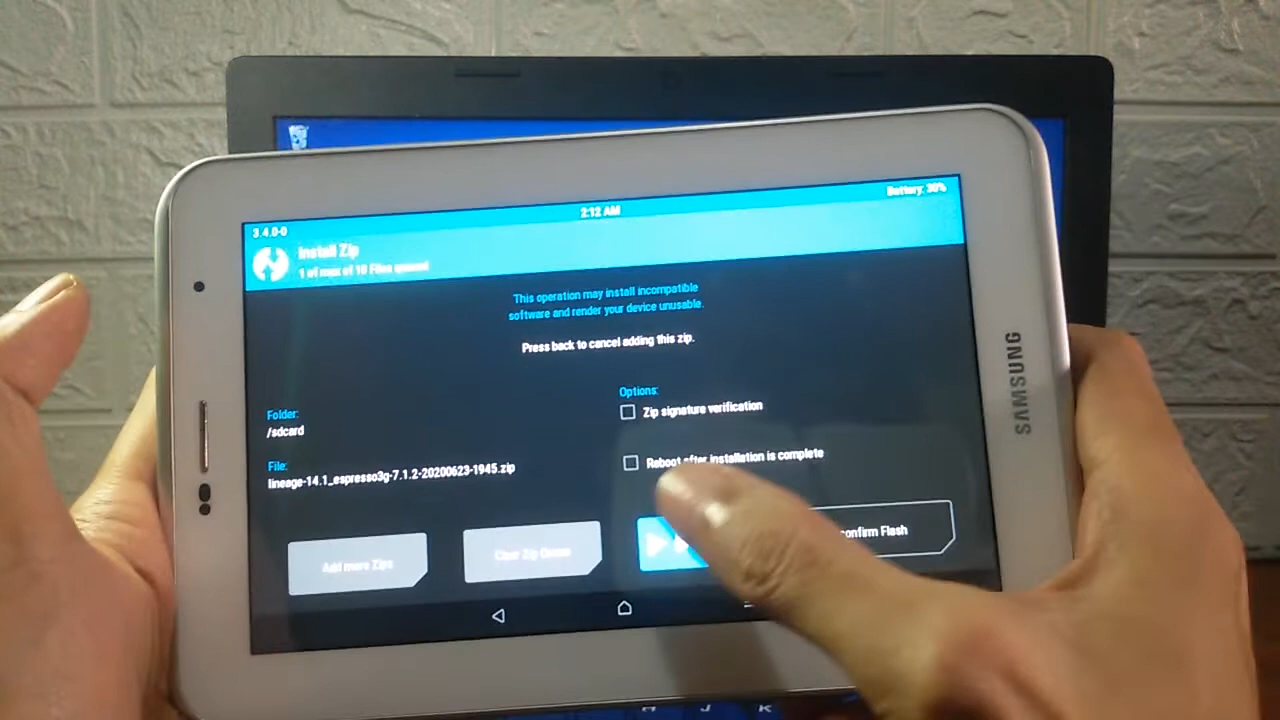 2:12 AM
Battery: 30%
3.4.0-0
Install Zip
1 of max of 10 Files queued
This operation may install incompatible
software and render your device unusable.
Press back to cancel adding this zip.
Folder:
/sdcard
File:
lineage-14.1_espresso3g-7.1.2-20200623-1945.zip
Options:
Zip signature verification
Reboot after installation is complete
Add more Zips
Clear Zip Queue
confirm Flash
SAMSUNG